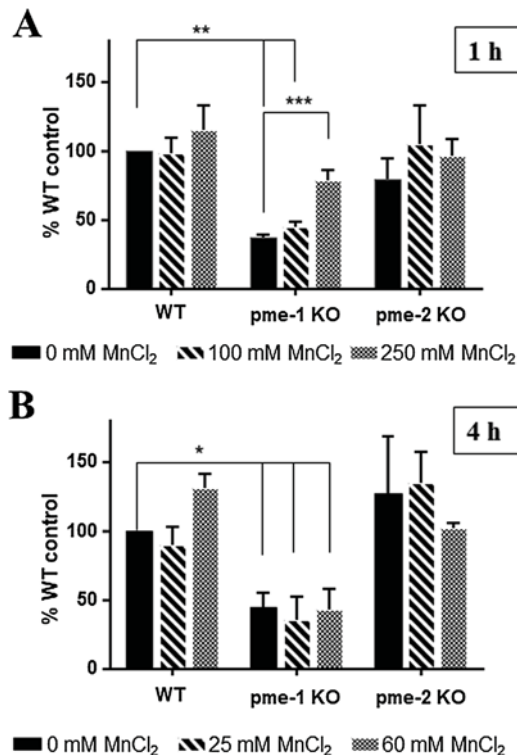 A
1 h
**
***
% WT control
150
100
50
0
WT pme-1 KO pme-2 KO
0 mM MnCl₂ 100 mM MnCl₂ 250 mM MnCl₂
B
4 h
*
% WT control
150
100
50
0
WT pme-1 KO pme-2 KO
0 mM MnCl₂ 25 mM MnCl₂ 60 mM MnCl₂